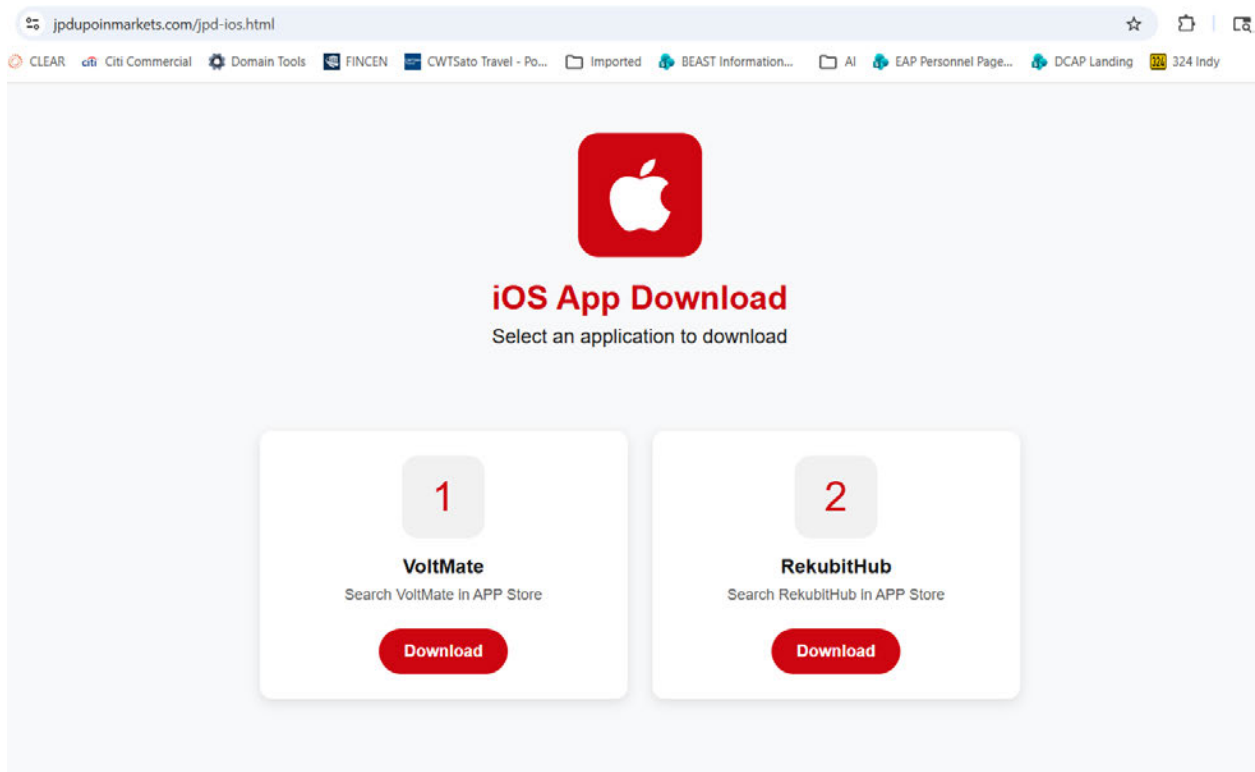 jpdupoinmarkets.com/jpd-ios.html
CLEAR citi Citi Commercial Domain Tools FINCEN CWTSato Travel - Po... Imported BEAST Information... AI EAP Personnel Page... DCAP Landing 324 324 Indy
iOS App Download
Select an application to download
1 2
VoltMate RekubitHub
Search VoltMate in APP Store Search RekubitHub in APP Store
Download Download